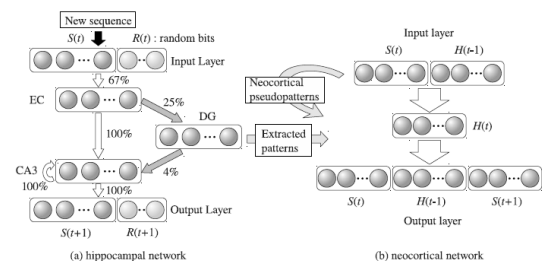 New sequence
S(t)
R(t) : random bits
Input Layer
67%
EC
25%
DG
100%
CA3
100%
4%
100%
Output Layer
S(t+1)
R(t+1)
(a) hippocampal network
Neocortical
pseudopatterns
Extracted
patterns
Input layer
S(t)
H(t-1)
H(t)
S(t)
H(t-1)
S(t+1)
Output layer
(b) neocortical network